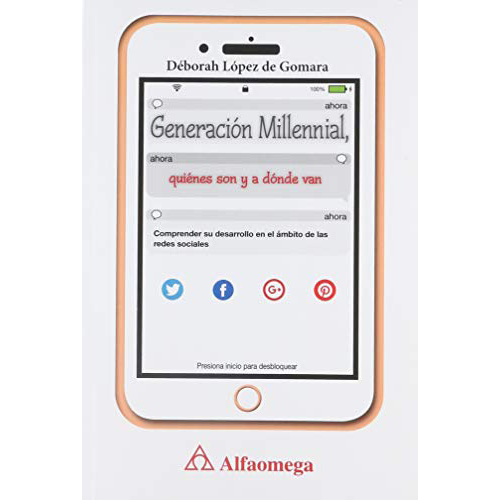 Déborah López de Gomara
100%
ahora
Generación Millennial,
ahora
quiénes son y a dónde van
ahora
Comprender su desarrollo en el ámbito de las
redes sociales
Presiona inicio para desbloquear
Alfaomega